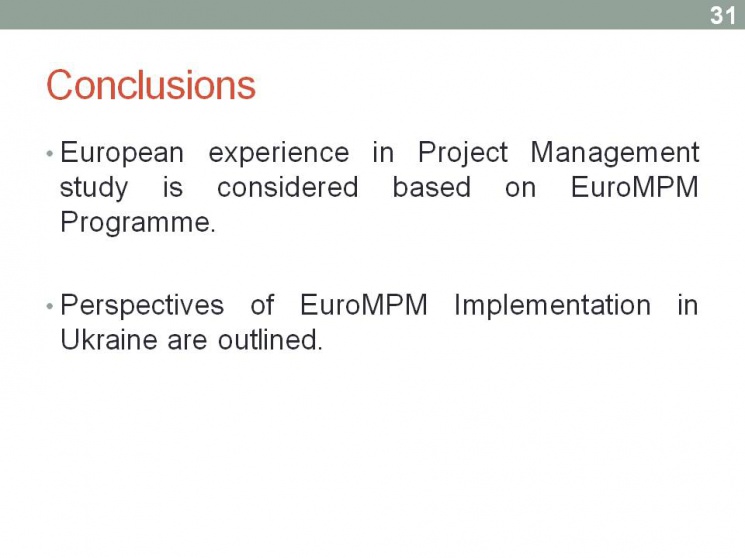 31
Conclusions
• European experience in Project Management
study is considered based on EuroMPM
Programme.
• Perspectives of EuroMPM Implementation in
Ukraine are outlined.